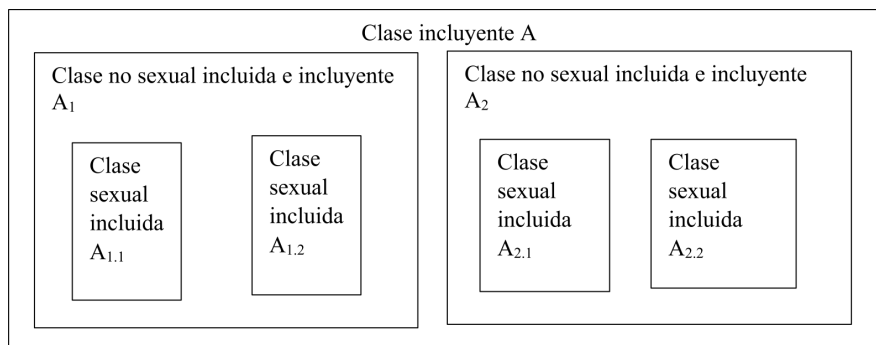 Clase incluyente A
Clase no sexual incluida e incluyente
A₁
Clase
sexual
incluida
A₁.₁
Clase
sexual
incluida
A₁.₂
Clase no sexual incluida e incluyente
A₂
Clase
sexual
incluida
A₂.₁
Clase
sexual
incluida
A₂.₂